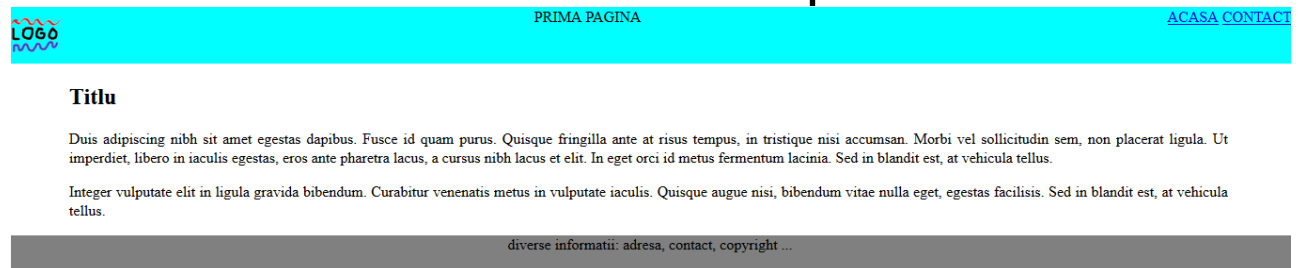 LOGO
PRIMA PAGINA
ACASA CONTACT
Titlu
Duis adipiscing nibh sit amet egestas dapibus. Fusce id quam purus. Quisque fringilla ante at risus tempus, in tristique nisi accumsan. Morbi vel sollicitudin sem, non placerat ligula. Ut
imperdiet, libero in iaculis egestas, eros ante pharetra lacus, a cursus nibh lacus et elit. In eget orci id metus fermentum lacinia. Sed in blandit est, at vehicula tellus.
Integer vulputate elit in ligula gravida bibendum. Curabitur venenatis metus in vulputate iaculis. Quisque augue nisi, bibendum vitae nulla eget, egestas facilisis. Sed in blandit est, at vehicula
tellus.
diverse informatii: adresa, contact, copyright ...